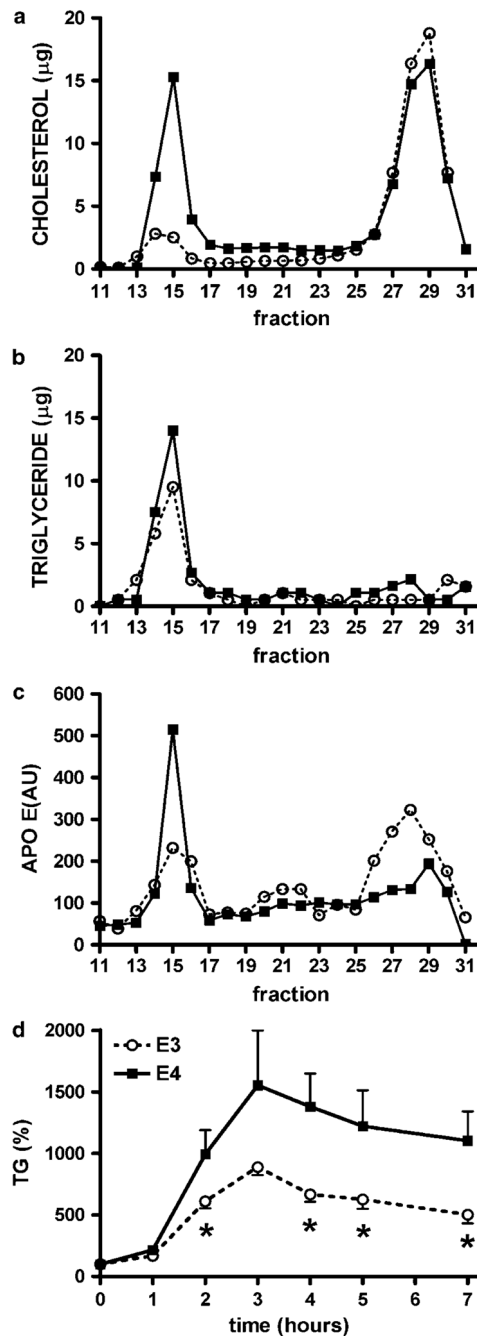 a
CHOLESTEROL (µg)
20
15
10
5
0
11 13 15 17 19 21 23 25 27 29 31
fraction
b
TRIGLYCERIDE (µg)
20
15
10
5
0
11 13 15 17 19 21 23 25 27 29 31
fraction
c
APO E(AU)
600
500
400
300
200
100
0
11 13 15 17 19 21 23 25 27 29 31
fraction
d
E3
E4
TG (%)
2000
1500
1000
500
0
* * * *
0 1 2 3 4 5 6 7
time (hours)